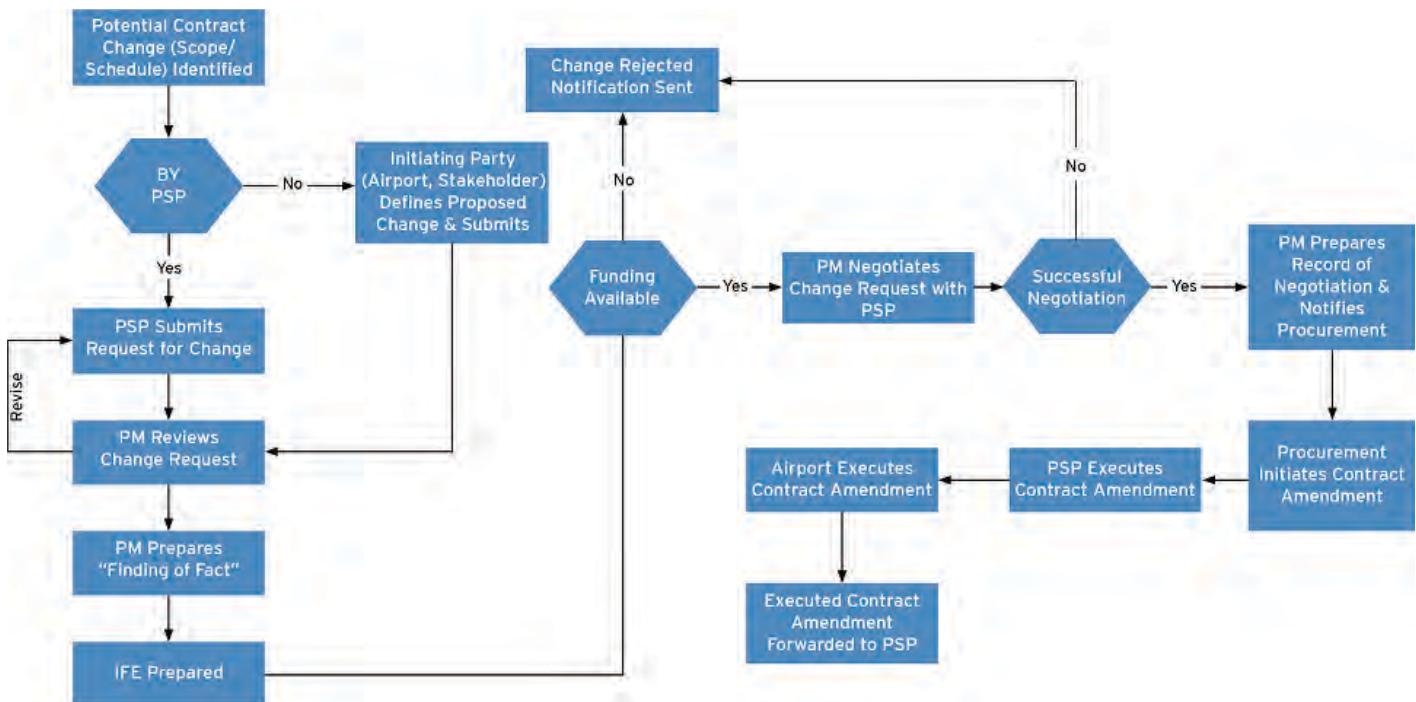 Potential Contract
Change (Scope/
Schedule) Identified
BY
PSP
No
Initiating Party
(Airport, Stakeholder)
Defines Proposed
Change & Submits
Yes
PSP Submits
Request for Change
Revise
PM Reviews
Change Request
PM Prepares
“Finding of Fact”
IFE Prepared
Change Rejected
Notification Sent
No
Funding
Available
Yes
PM Negotiates
Change Request with
PSP
No
Successful
Negotiation
Yes
PM Prepares
Record of
Negotiation &
Notifies
Procurement
Procurement
Initiates Contract
Amendment
PSP Executes
Contract Amendment
Airport Executes
Contract Amendment
Executed Contract
Amendment
Forwarded to PSP